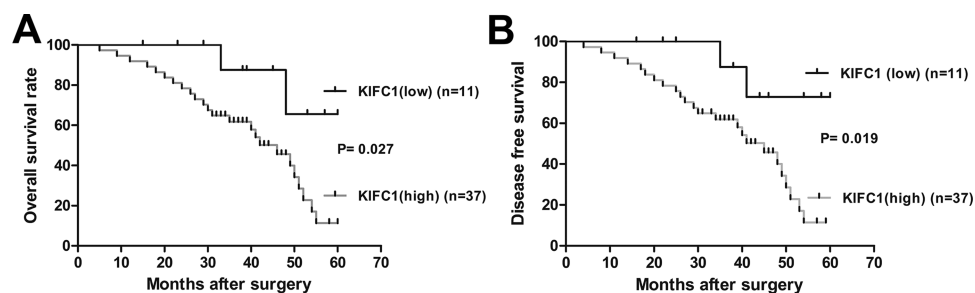 A
Overall survival rate
100
80
60
40
20
0
0 10 20 30 40 50 60 70
Months after surgery
KIFC1(low) (n=11)
P= 0.027
KIFC1(high) (n=37)
B
Disease free survival
100
80
60
40
20
0
0 10 20 30 40 50 60 70
Months after surgery
KIFC1 (low) (n=11)
P= 0.019
KIFC1(high) (n=37)